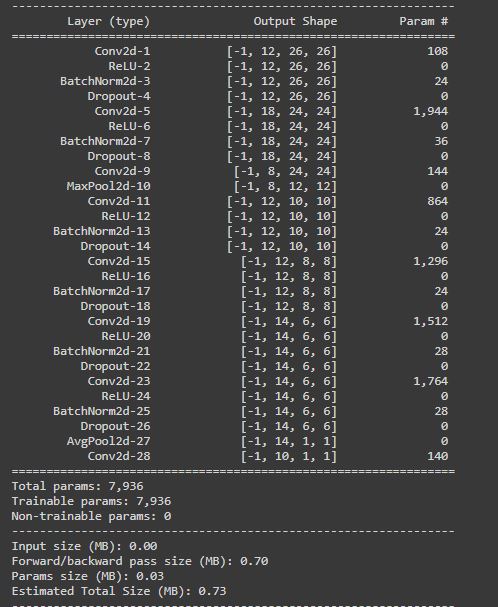 ----------------------------------------------------------------
Layer (type) Output Shape Param #
================================================================
Conv2d-1 [-1, 12, 26, 26] 108
ReLU-2 [-1, 12, 26, 26] 0
BatchNorm2d-3 [-1, 12, 26, 26] 24
Dropout-4 [-1, 12, 26, 26] 0
Conv2d-5 [-1, 18, 24, 24] 1,944
ReLU-6 [-1, 18, 24, 24] 0
BatchNorm2d-7 [-1, 18, 24, 24] 36
Dropout-8 [-1, 18, 24, 24] 0
Conv2d-9 [-1, 8, 24, 24] 144
MaxPool2d-10 [-1, 8, 12, 12] 0
Conv2d-11 [-1, 12, 10, 10] 864
ReLU-12 [-1, 12, 10, 10] 0
BatchNorm2d-13 [-1, 12, 10, 10] 24
Dropout-14 [-1, 12, 10, 10] 0
Conv2d-15 [-1, 12, 8, 8] 1,296
ReLU-16 [-1, 12, 8, 8] 0
BatchNorm2d-17 [-1, 12, 8, 8] 24
Dropout-18 [-1, 12, 8, 8] 0
Conv2d-19 [-1, 14, 6, 6] 1,512
ReLU-20 [-1, 14, 6, 6] 0
BatchNorm2d-21 [-1, 14, 6, 6] 28
Dropout-22 [-1, 14, 6, 6] 0
Conv2d-23 [-1, 14, 6, 6] 1,764
ReLU-24 [-1, 14, 6, 6] 0
BatchNorm2d-25 [-1, 14, 6, 6] 28
Dropout-26 [-1, 14, 6, 6] 0
AvgPool2d-27 [-1, 14, 1, 1] 0
Conv2d-28 [-1, 10, 1, 1] 140
================================================================
Total params: 7,936
Trainable params: 7,936
Non-trainable params: 0
----------------------------------------------------------------
Input size (MB): 0.00
Forward/backward pass size (MB): 0.70
Params size (MB): 0.03
Estimated Total Size (MB): 0.73
----------------------------------------------------------------